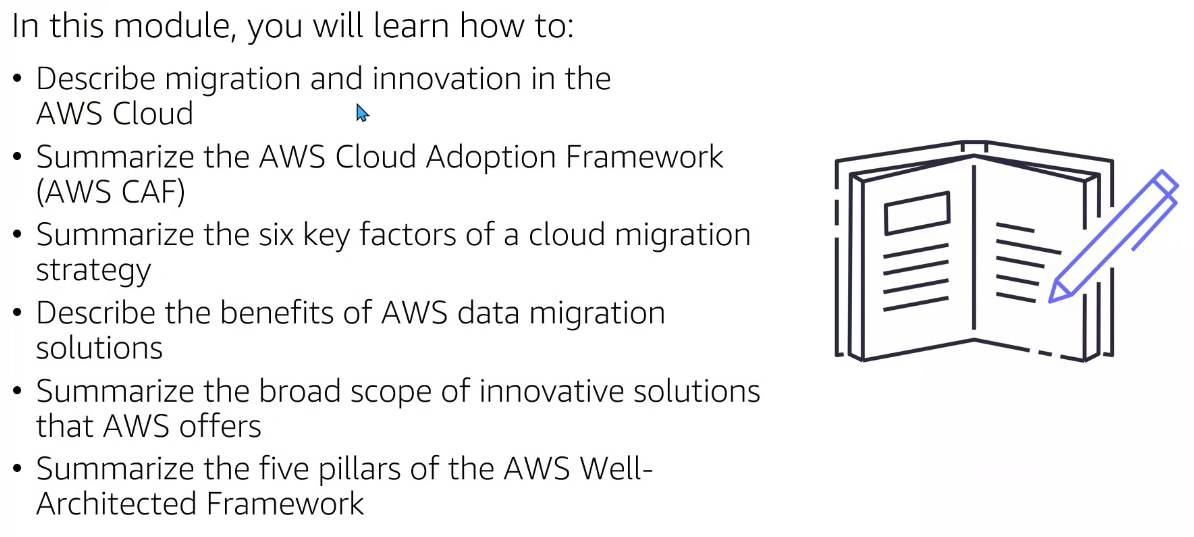 In this module, you will learn how to:
• Describe migration and innovation in the
AWS Cloud
• Summarize the AWS Cloud Adoption Framework
(AWS CAF)
• Summarize the six key factors of a cloud migration
strategy
• Describe the benefits of AWS data migration
solutions
• Summarize the broad scope of innovative solutions
that AWS offers
• Summarize the five pillars of the AWS Well-
Architected Framework